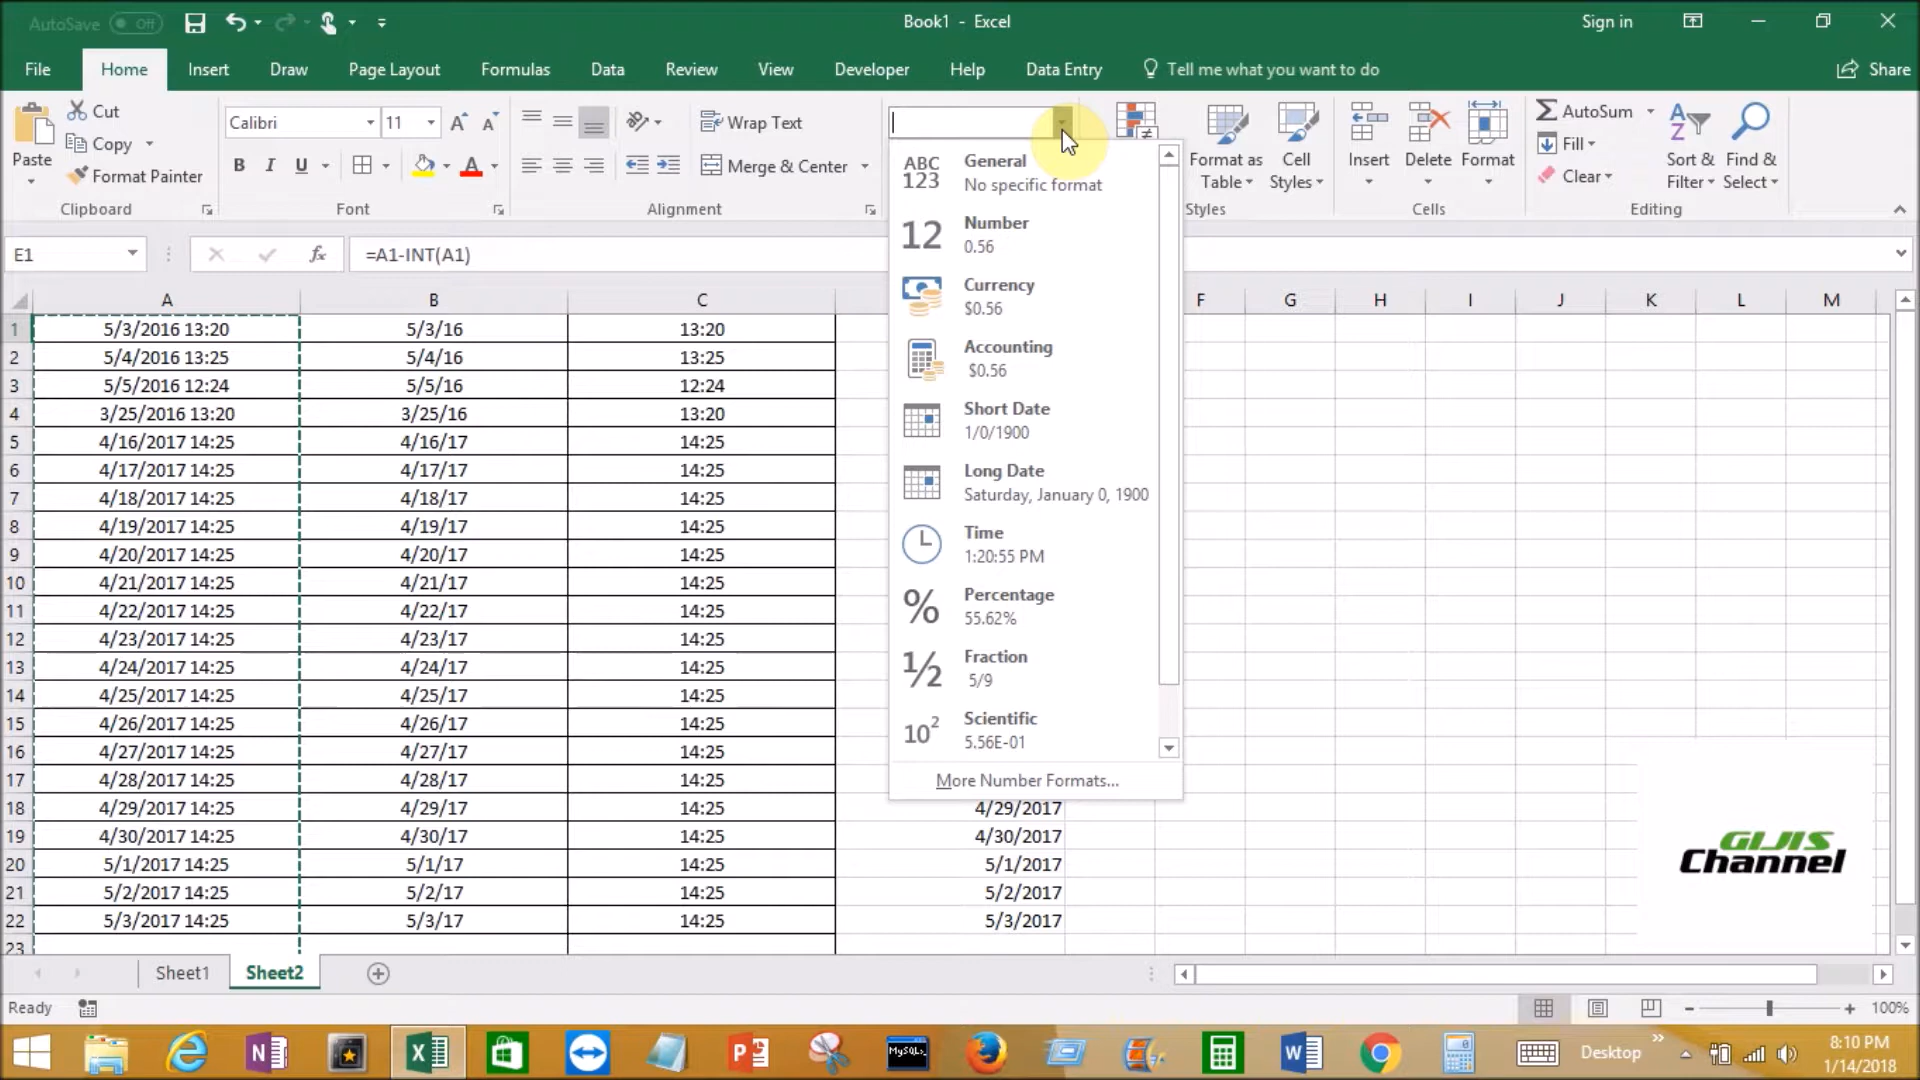 AutoSave Off
Book1 - Excel
Sign in
File Home Insert Draw Page Layout Formulas Data Review View Developer Help Data Entry Tell me what you want to do Share
Paste
Cut
Copy
Format Painter
Clipboard
Calibri 11
B I U
Font
Wrap Text
Merge & Center
Alignment
Format as Table
Cell Styles
Styles
Insert
Delete
Format
Cells
AutoSum
Fill
Clear
Sort & Filter
Find & Select
Editing
E1 fx =A1-INT(A1)
ABC 123
General
No specific format
12
Number
0.56
Currency
$0.56
Accounting
$0.56
Short Date
1/0/1900
Long Date
Saturday, January 0, 1900
Time
1:20:55 PM
%
Percentage
55.62%
½
Fraction
5/9
10²
Scientific
5.56E-01
More Number Formats...
A B C F G H I J K L M
1 5/3/2016 13:20 5/3/16 13:20
2 5/4/2016 13:25 5/4/16 13:25
3 5/5/2016 12:24 5/5/16 12:24
4 3/25/2016 13:20 3/25/16 13:20
5 4/16/2017 14:25 4/16/17 14:25
6 4/17/2017 14:25 4/17/17 14:25
7 4/18/2017 14:25 4/18/17 14:25
8 4/19/2017 14:25 4/19/17 14:25
9 4/20/2017 14:25 4/20/17 14:25
10 4/21/2017 14:25 4/21/17 14:25
11 4/22/2017 14:25 4/22/17 14:25
12 4/23/2017 14:25 4/23/17 14:25
13 4/24/2017 14:25 4/24/17 14:25
14 4/25/2017 14:25 4/25/17 14:25
15 4/26/2017 14:25 4/26/17 14:25
16 4/27/2017 14:25 4/27/17 14:25
17 4/28/2017 14:25 4/28/17 14:25
18 4/29/2017 14:25 4/29/17 14:25 4/29/2017
19 4/30/2017 14:25 4/30/17 14:25 4/30/2017
20 5/1/2017 14:25 5/1/17 14:25 5/1/2017
21 5/2/2017 14:25 5/2/17 14:25 5/2/2017
22 5/3/2017 14:25 5/3/17 14:25 5/3/2017
23
GIJIS
Channel
Sheet1 Sheet2
Ready 100%
MySQL
Desktop
8:10 PM
1/14/2018